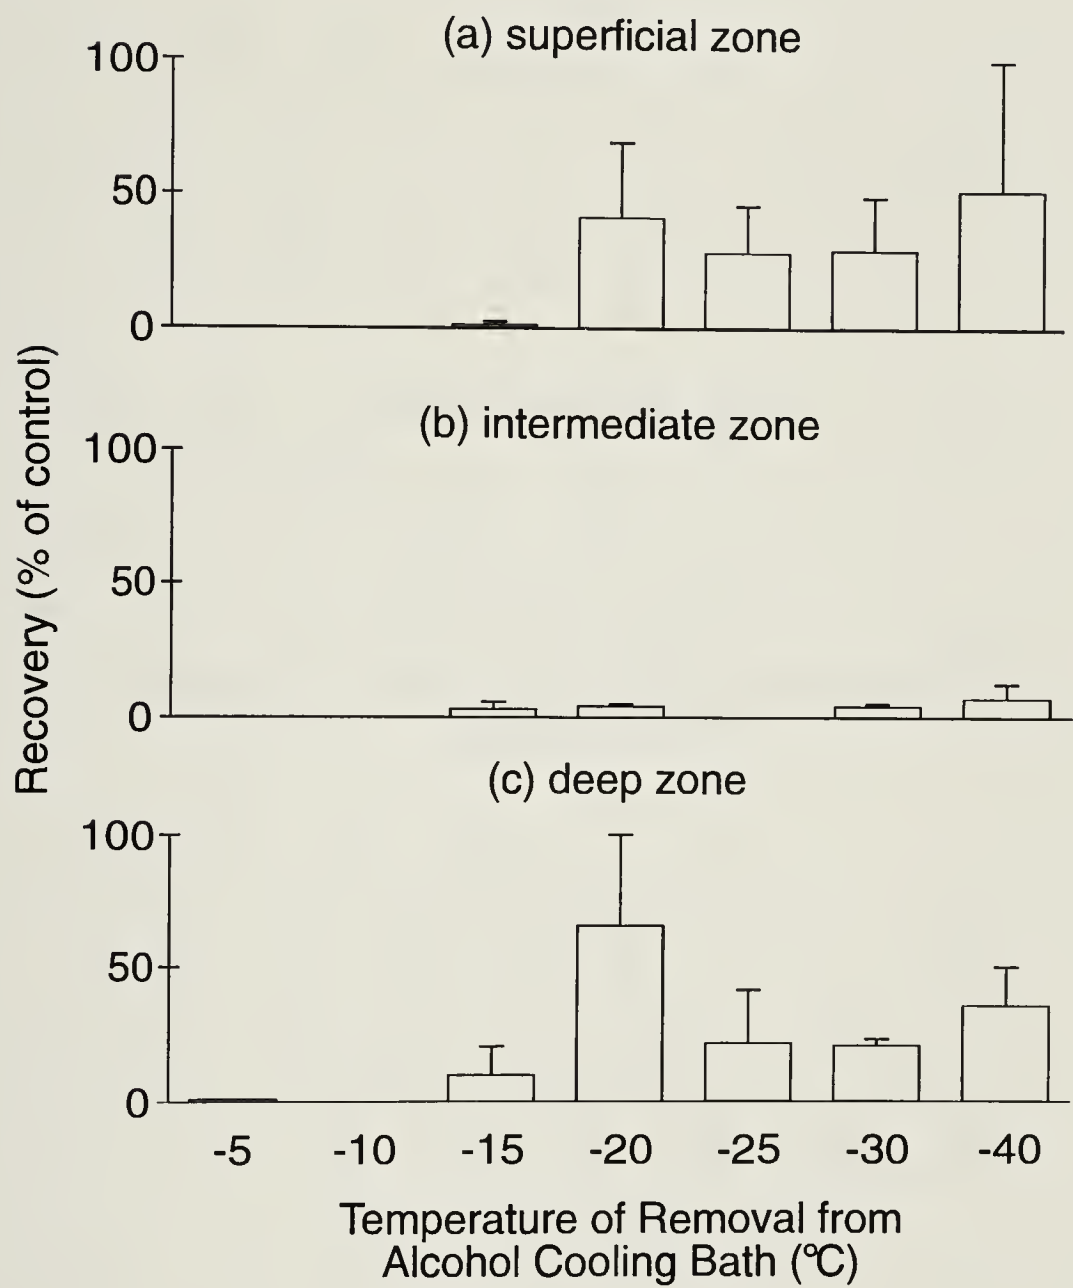 (a) superficial zone
100
50
0
Recovery (% of control)
(b) intermediate zone
100
50
0
(c) deep zone
100
50
0
-5 -10 -15 -20 -25 -30 -40
Temperature of Removal from
Alcohol Cooling Bath (°C)